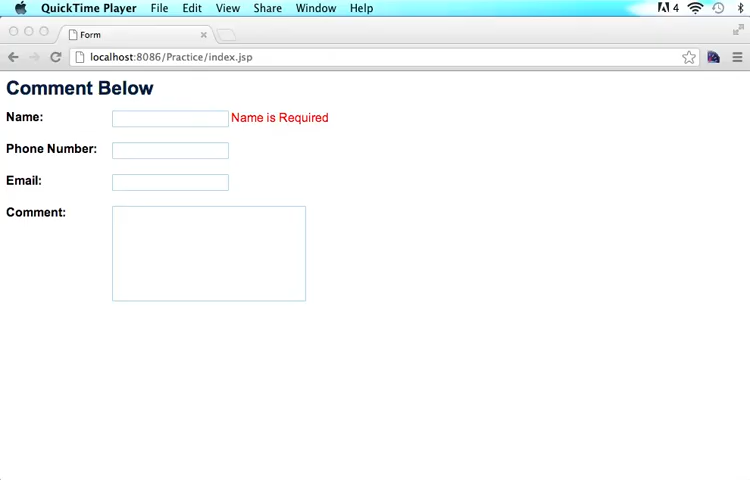 QuickTime Player File Edit View Share Window Help 4
Form
localhost:8086/Practice/index.jsp
Comment Below
Name: Name is Required
Phone Number:
Email:
Comment: